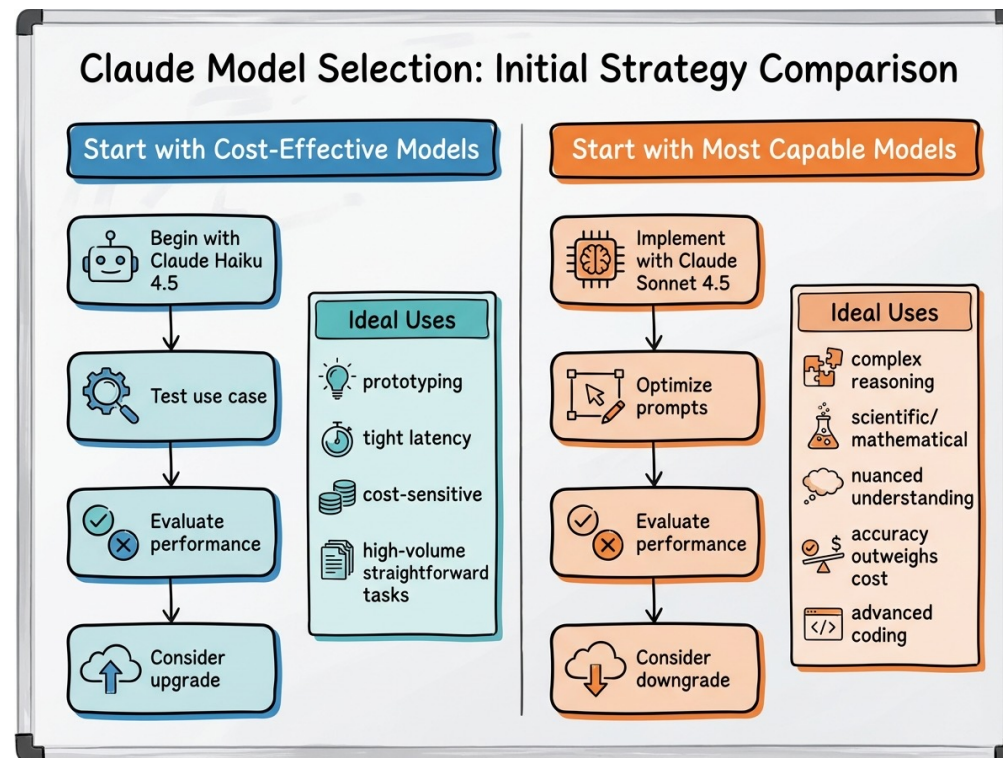 Claude Model Selection: Initial Strategy Comparison
Start with Cost-Effective Models
Begin with
Claude Haiku
4.5
Test use case
Evaluate
performance
Consider
upgrade
Ideal Uses
prototyping
tight latency
cost-sensitive
high-volume
straightforward
tasks
Start with Most Capable Models
Implement
with Claude
Sonnet 4.5
Optimize
prompts
Evaluate
performance
Consider
downgrade
Ideal Uses
complex
reasoning
scientific/
mathematical
nuanced
understanding
$
accuracy
outweighs
cost
</>
advanced
coding